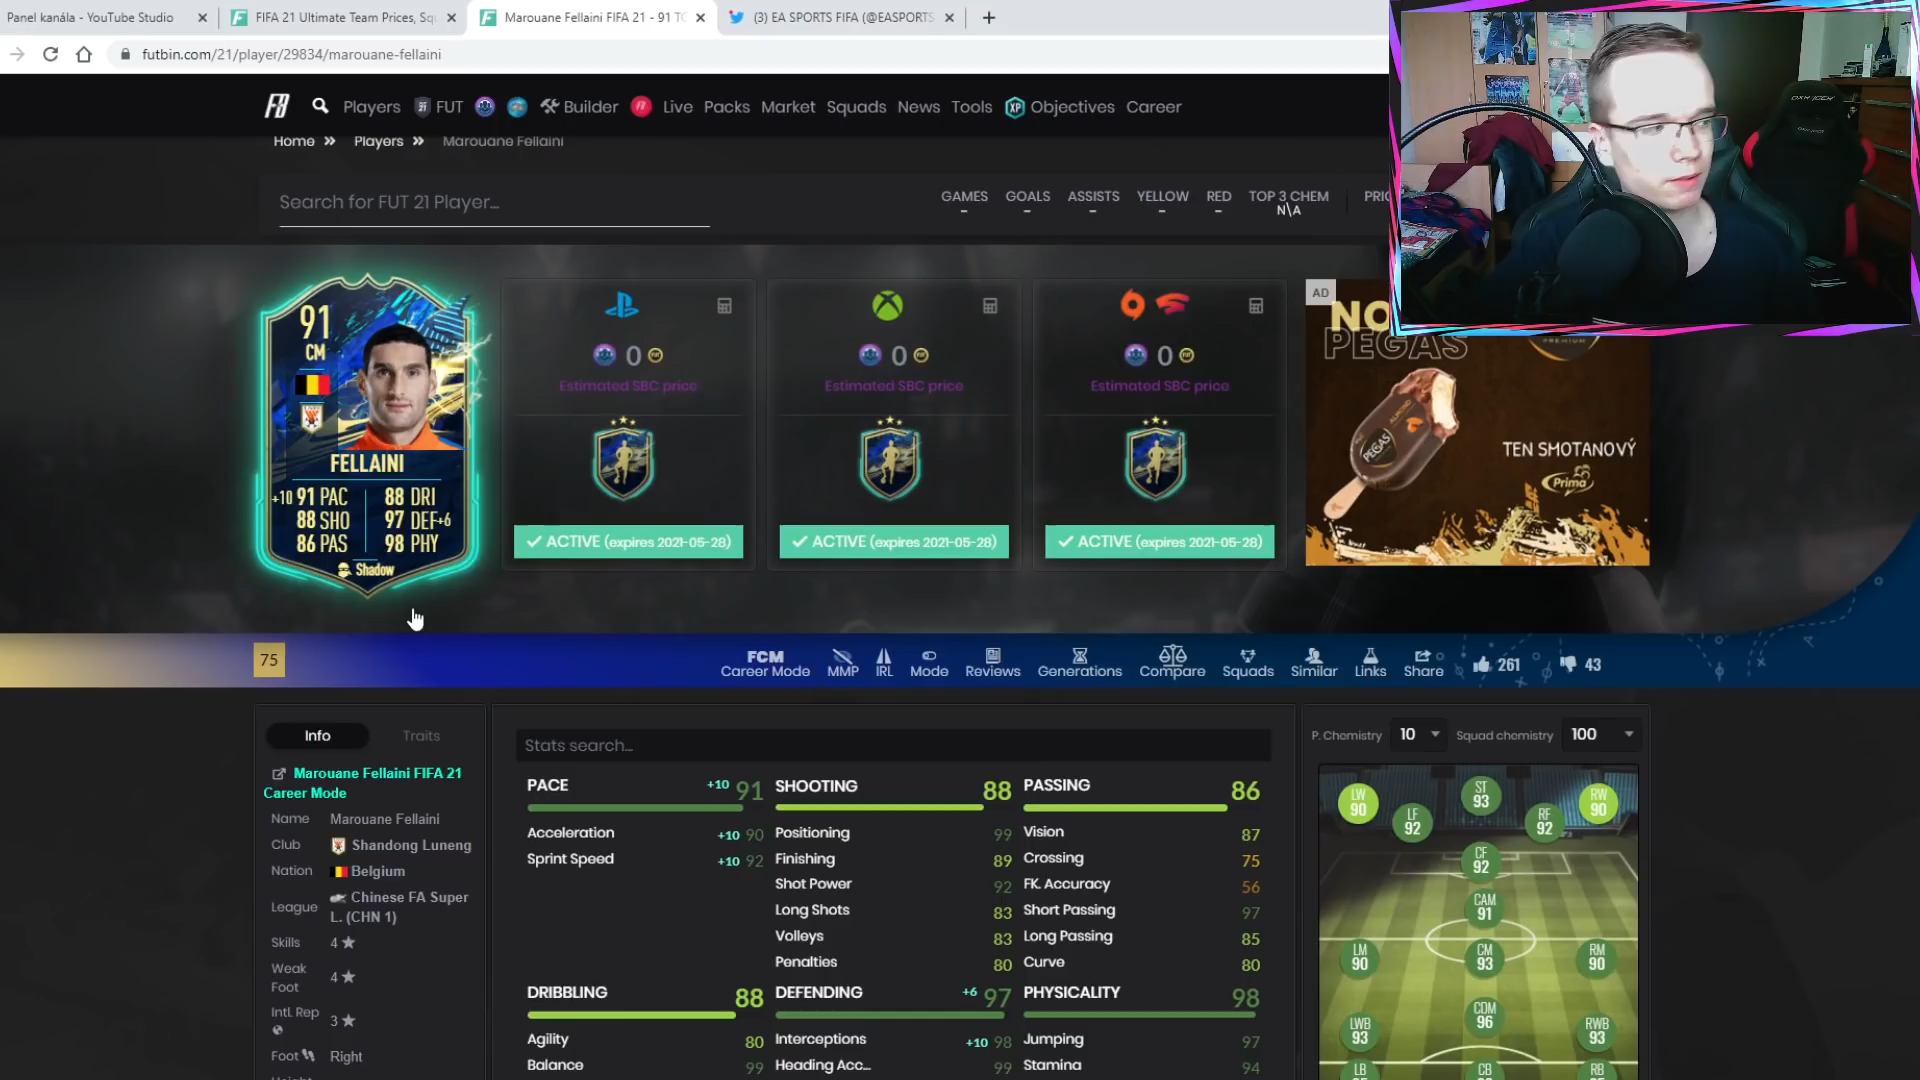 Panel kanála - YouTube Studio
FIFA 21 Ultimate Team Prices, Squ
Marouane Fellaini FIFA 21 - 91 TO
(3) EA SPORTS FIFA (@EASPORTS
futbin.com/21/player/29834/marouane-fellaini
Players FUT Builder Live Packs Market Squads News Tools XP Objectives Career
Home » Players » Marouane Fellaini
Search for FUT 21 Player...
GAMES GOALS ASSISTS YELLOW RED TOP 3 CHEM
- - - - - N\A
91
CM
FELLAINI
+10 91 PAC 88 DRI
88 SHO 97 DEF+6
86 PAS 98 PHY
Shadow
0 0 0
Estimated SBC price Estimated SBC price Estimated SBC price
ACTIVE (expires 2021-05-28) ACTIVE (expires 2021-05-28) ACTIVE (expires 2021-05-28)
AD
PEGAS
PREMIUM
TEN SMOTANOVÝ
Prima
75
FCM
Career Mode MMP IRL Mode Reviews Generations Compare Squads Similar Links Share 261 43
Info Traits
Marouane Fellaini FIFA 21
Career Mode
Name Marouane Fellaini
Club Shandong Luneng
Nation Belgium
League Chinese FA Super
L. (CHN 1)
Skills 4
Weak
Foot 4
Intl. Rep 3
Foot Right
Stats search...
PACE +10 91
Acceleration +10 90
Sprint Speed +10 92
SHOOTING 88
Positioning 99
Finishing 89
Shot Power 92
Long Shots 83
Volleys 83
Penalties 80
PASSING 86
Vision 87
Crossing 75
FK. Accuracy 56
Short Passing 97
Long Passing 85
Curve 80
DRIBBLING 88
Agility 80
Balance 99
DEFENDING +6 97
Interceptions +10 98
Heading Acc... 99
PHYSICALITY 98
Jumping 97
Stamina 94
P. Chemistry 10 Squad chemistry 100
LW
90
ST
93
RW
90
LF
92
RF
92
CF
92
CAM
91
LM
90
CM
93
RM
90
CDM
96
LWB
93
RWB
93
LB
CB
RB